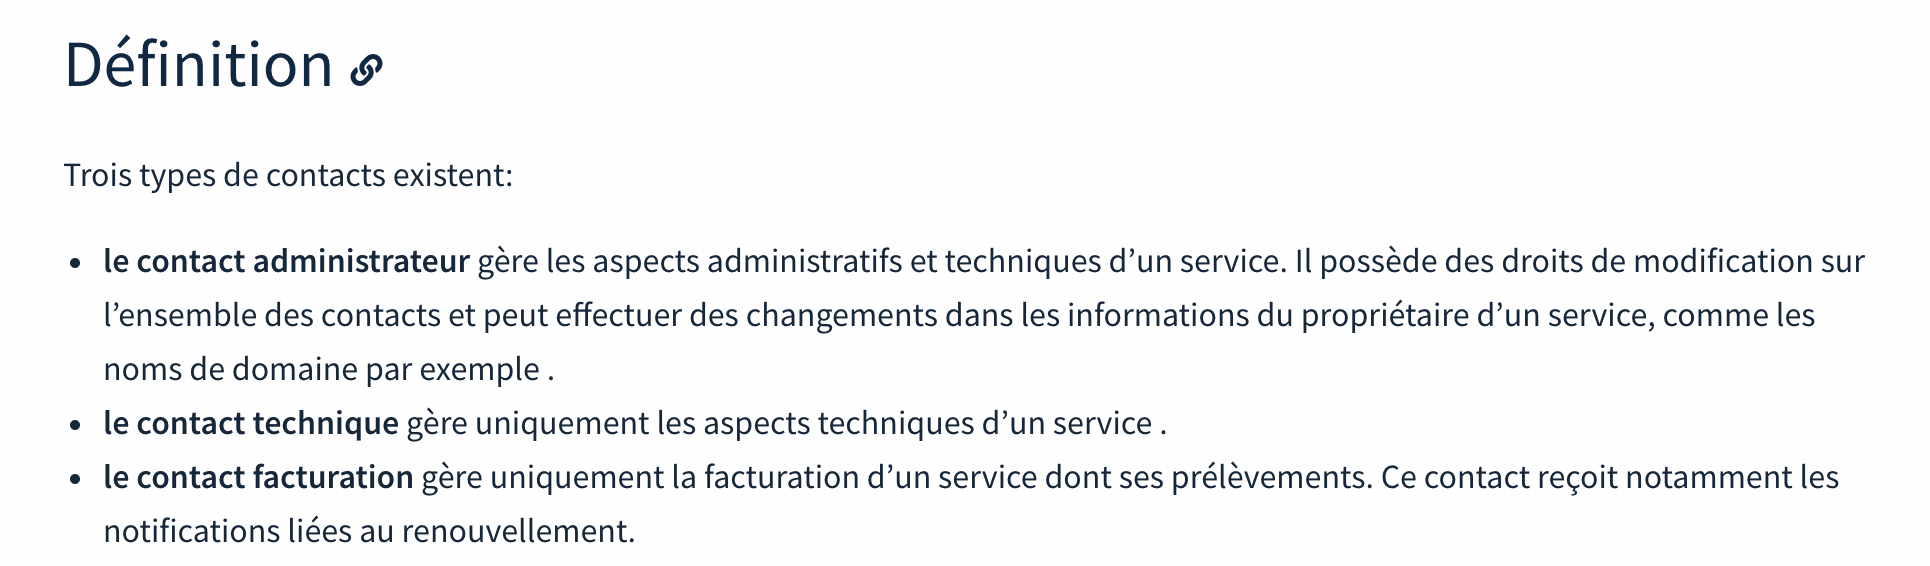 Définition
Trois types de contacts existent:
• le contact administrateur gère les aspects administratifs et techniques d’un service. Il possède des droits de modification sur
l’ensemble des contacts et peut effectuer des changements dans les informations du propriétaire d’un service, comme les
noms de domaine par exemple .
• le contact technique gère uniquement les aspects techniques d’un service .
• le contact facturation gère uniquement la facturation d’un service dont ses prélèvements. Ce contact reçoit notamment les
notifications liées au renouvellement.